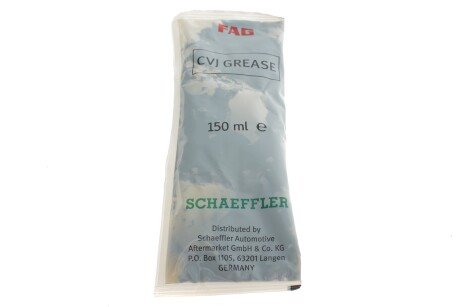 FAG
CVJ GREASE
150 ml ℮
SCHAEFFLER
Distributed by
Schaeffler Automotive
Aftermarket GmbH & Co. KG
P.O. Box 1105, 63201 Langen
GERMANY